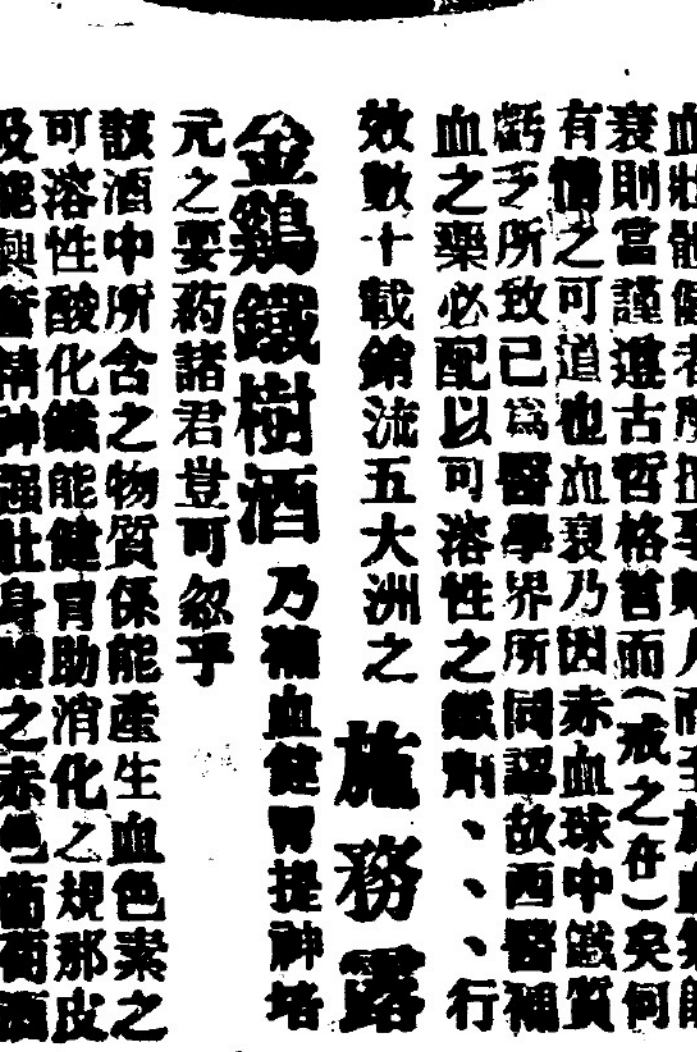 血壯體健者
衰則當謹遵古哲格言而(戒之在)矣何
有情之可道也血衰乃因赤血球中鐵質
虧乏所致已爲醫學界所同認故西醫補
血之藥必配以可溶性之鐵劑、、、行
效數十載銷流五大洲之施務露
金鷄鐵樹酒乃補血健胃提神培
元之要葯諸君豈可忽乎
該酒中所含之物質係能產生血色素之
可溶性酸化鐵能健胃助消化之規那皮
及能興奮精神强壯身體之赤色葡萄酒